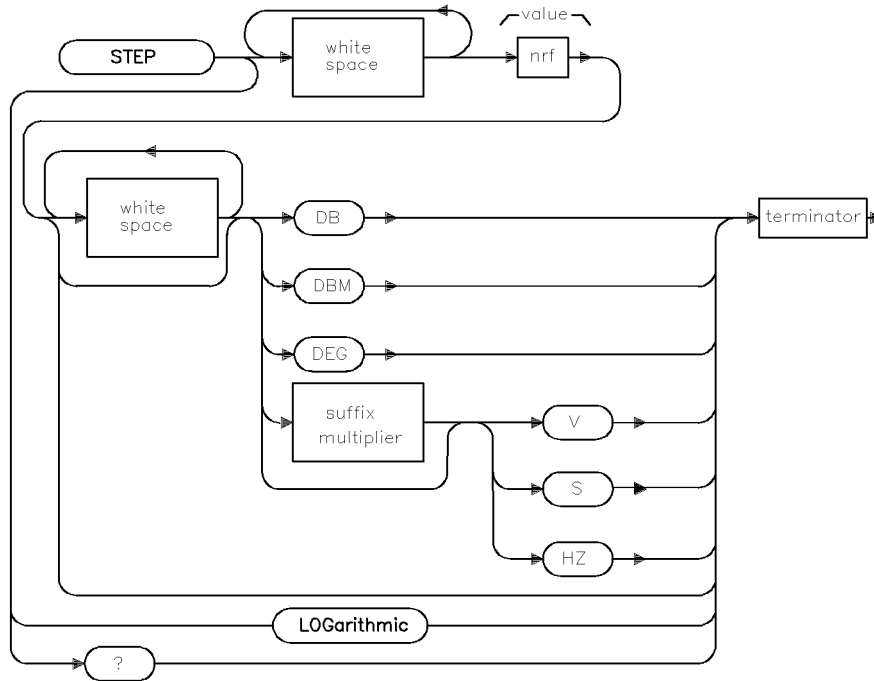 value
STEP
white
space
nrf
white
space
DB
terminator
DBM
DEG
suffix
multiplier
V
S
HZ
LOGarithmic
?